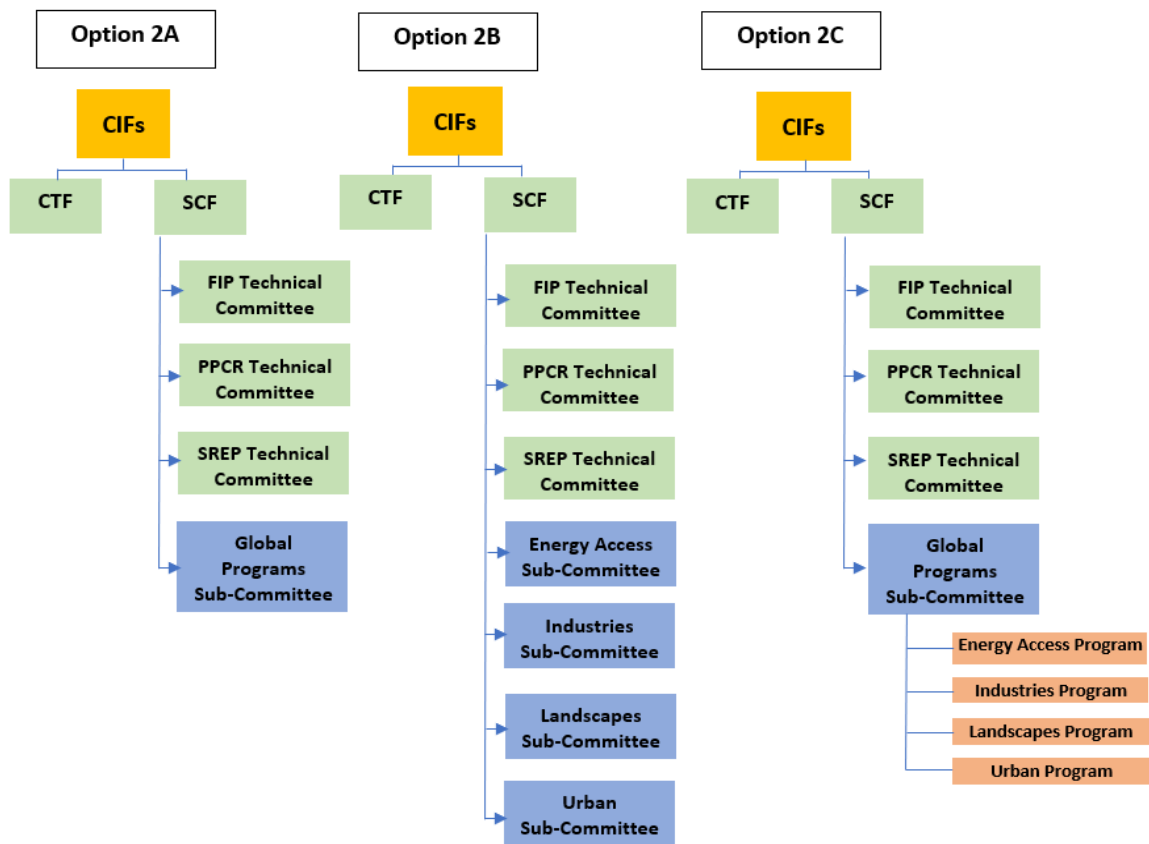 Option 2A
CIFs
CTF
SCF
FIP Technical
Committee
PPCR Technical
Committee
SREP Technical
Committee
Global
Programs
Sub-Committee
Option 2B
CIFs
CTF
SCF
FIP Technical
Committee
PPCR Technical
Committee
SREP Technical
Committee
Energy Access
Sub-Committee
Industries
Sub-Committee
Landscapes
Sub-Committee
Urban
Sub-Committee
Option 2C
CIFs
CTF
SCF
FIP Technical
Committee
PPCR Technical
Committee
SREP Technical
Committee
Global
Programs
Sub-Committee
Energy Access Program
Industries Program
Landscapes Program
Urban Program